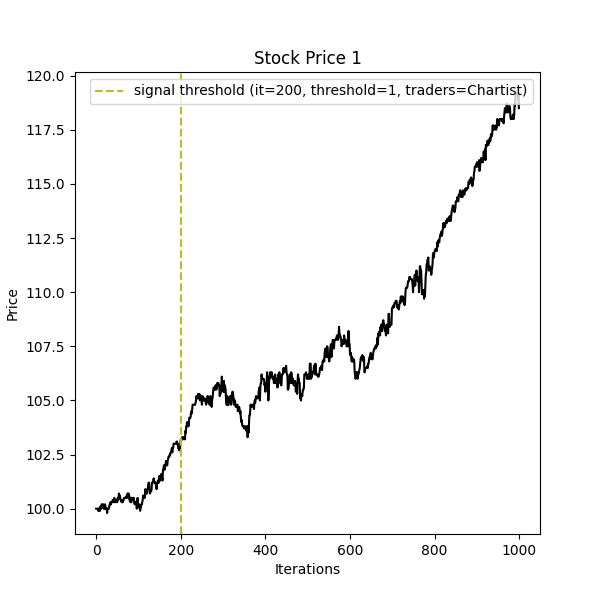 Stock Price 1
signal threshold (it=200, threshold=1, traders=Chartist)
120.0
117.5
115.0
112.5
110.0
107.5
105.0
102.5
100.0
Price
0 200 400 600 800 1000
Iterations